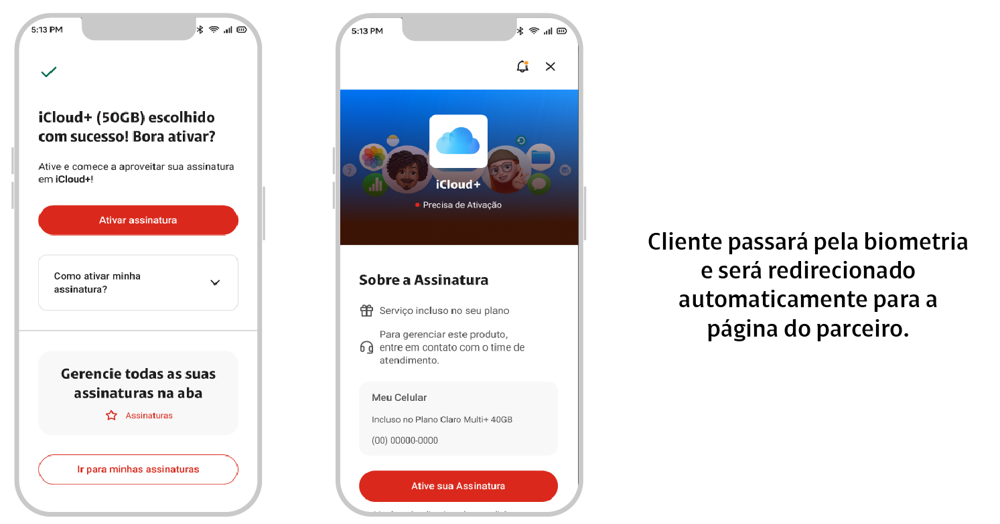 5:13 PM
iCloud+ (50GB) escolhido
com sucesso! Bora ativar?
Ative e comece a aproveitar sua assinatura
em iCloud+!
Ativar assinatura
Como ativar minha
assinatura?
Gerencie todas as suas
assinaturas na aba
Assinaturas
Ir para minhas assinaturas
5:13 PM
7
iCloud+
Precisa de Ativação
Sobre a Assinatura
Serviço incluso no seu plano
Para gerenciar este produto,
entre em contato com o time de
atendimento.
Meu Celular
Incluso no Plano Claro Multi+ 40GB
(00) 00000-0000
Ative sua Assinatura
Cliente passará pela biometria
e será redirecionado
automaticamente para a
página do parceiro.